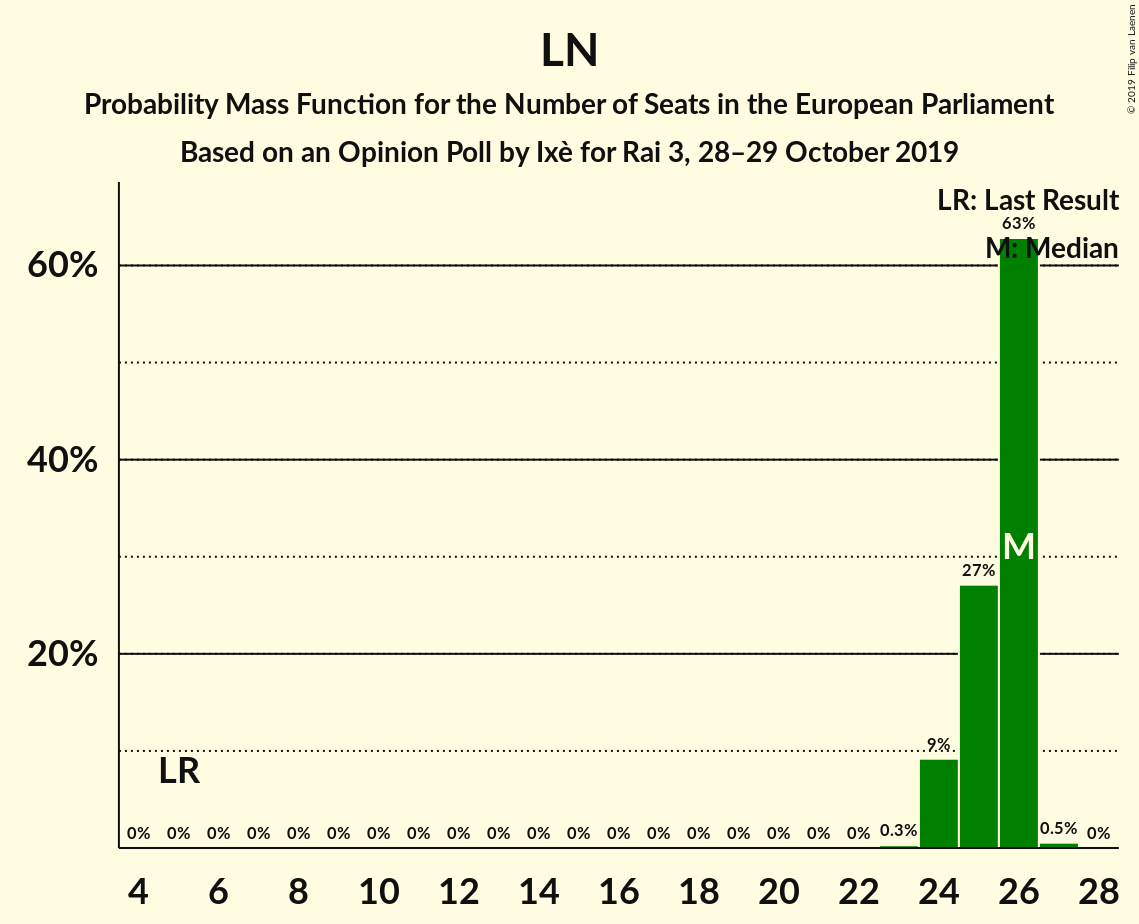 LN
Probability Mass Function for the Number of Seats in the European Parliament
Based on an Opinion Poll by Ixè for Rai 3, 28–29 October 2019
© 2019 Filip van Laenen
LR: Last Result
63%
M: Median
60%
40%
M
27%
20%
9%
LR
0% 0% 0% 0% 0% 0% 0% 0% 0% 0% 0% 0% 0% 0% 0% 0% 0% 0% 0% 0.3% 0.5% 0%
4 6 8 10 12 14 16 18 20 22 24 26 28